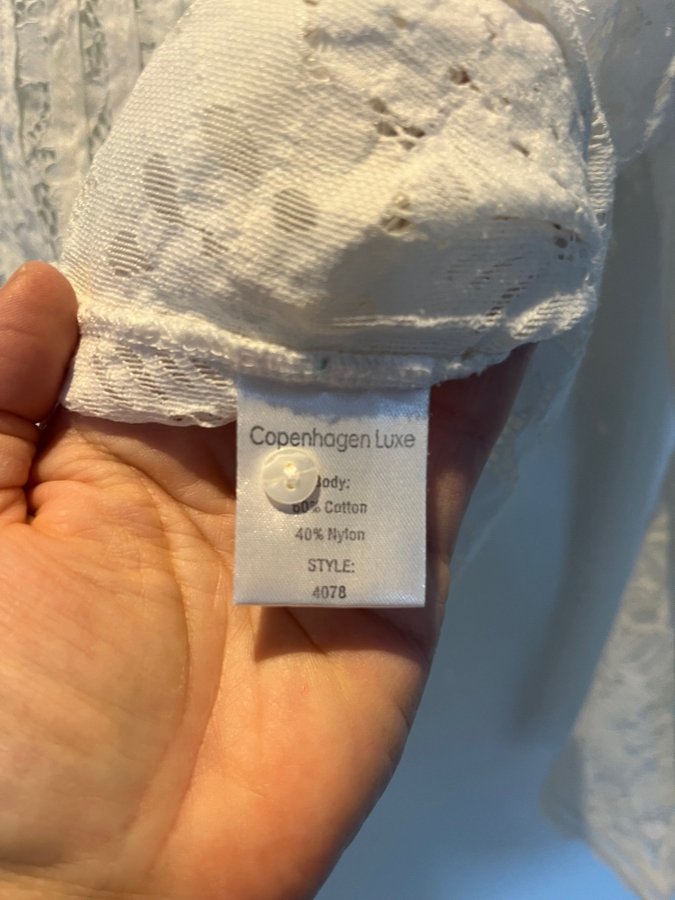 Copenhagen Luxe
Body:
60% Cotton
40% Nylon
STYLE:
4078